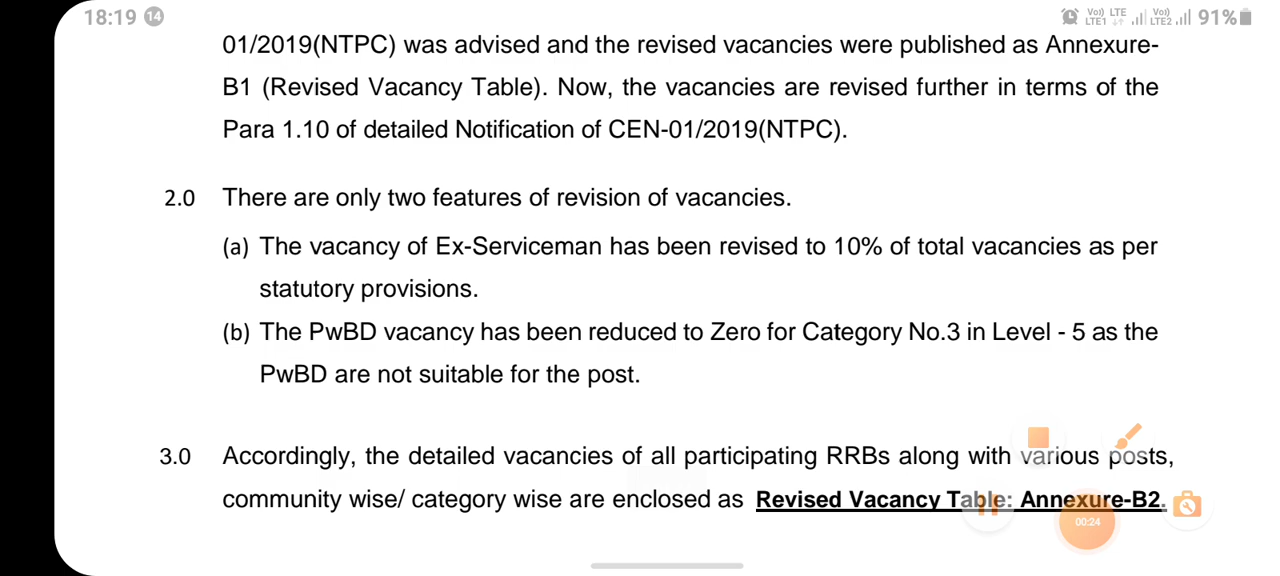 18:19 14 Vo)) LTE LTE1 Vo)) LTE2 91%
01/2019(NTPC) was advised and the revised vacancies were published as Annexure-
B1 (Revised Vacancy Table). Now, the vacancies are revised further in terms of the
Para 1.10 of detailed Notification of CEN-01/2019(NTPC).
2.0 There are only two features of revision of vacancies.
(a) The vacancy of Ex-Serviceman has been revised to 10% of total vacancies as per
statutory provisions.
(b) The PwBD vacancy has been reduced to Zero for Category No.3 in Level - 5 as the
PwBD are not suitable for the post.
3.0 Accordingly, the detailed vacancies of all participating RRBs along with various posts,
community wise/ category wise are enclosed as Revised Vacancy Table: Annexure-B2.
00:24